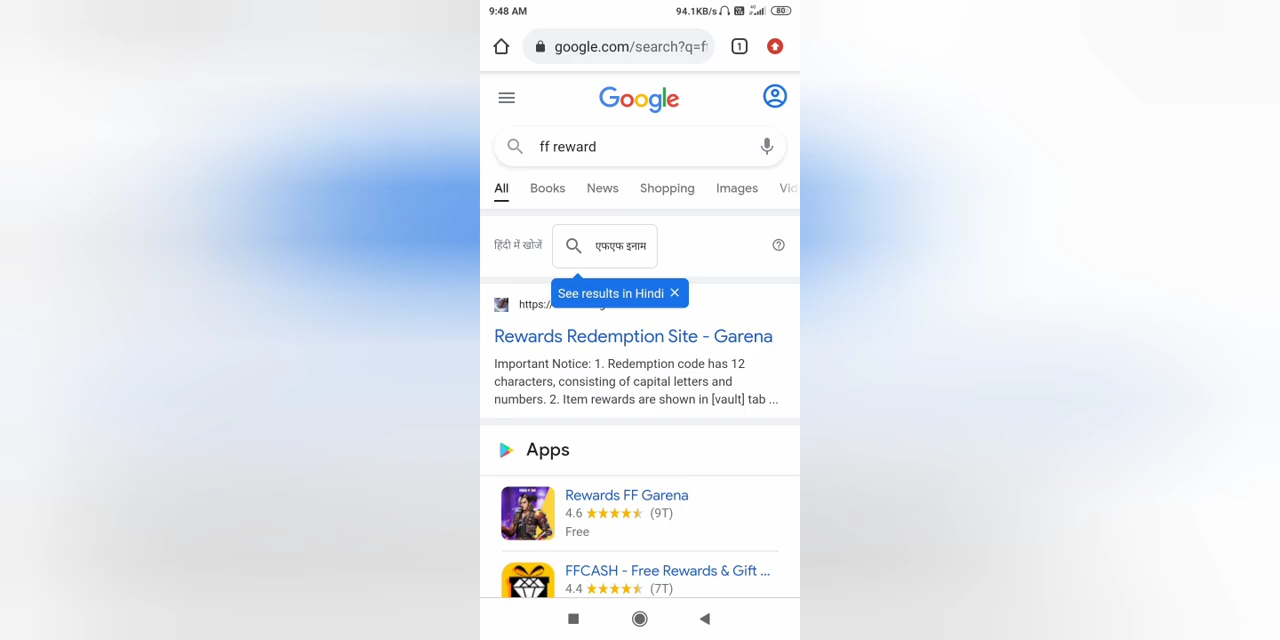 9:48 AM 94.1KB/s 4G 80
google.com/search?q=f 1
Google
ff reward
All Books News Shopping Images Vid
हिंदी में खोजें एफएफ इनाम
See results in Hindi ✕
https://
Rewards Redemption Site - Garena
Important Notice: 1. Redemption code has 12
characters, consisting of capital letters and
numbers. 2. Item rewards are shown in [vault] tab ...
Apps
Rewards FF Garena
4.6 ★★★★★ (9T)
Free
FFCASH - Free Rewards & Gift ...
4.4 ★★★★★ (7T)